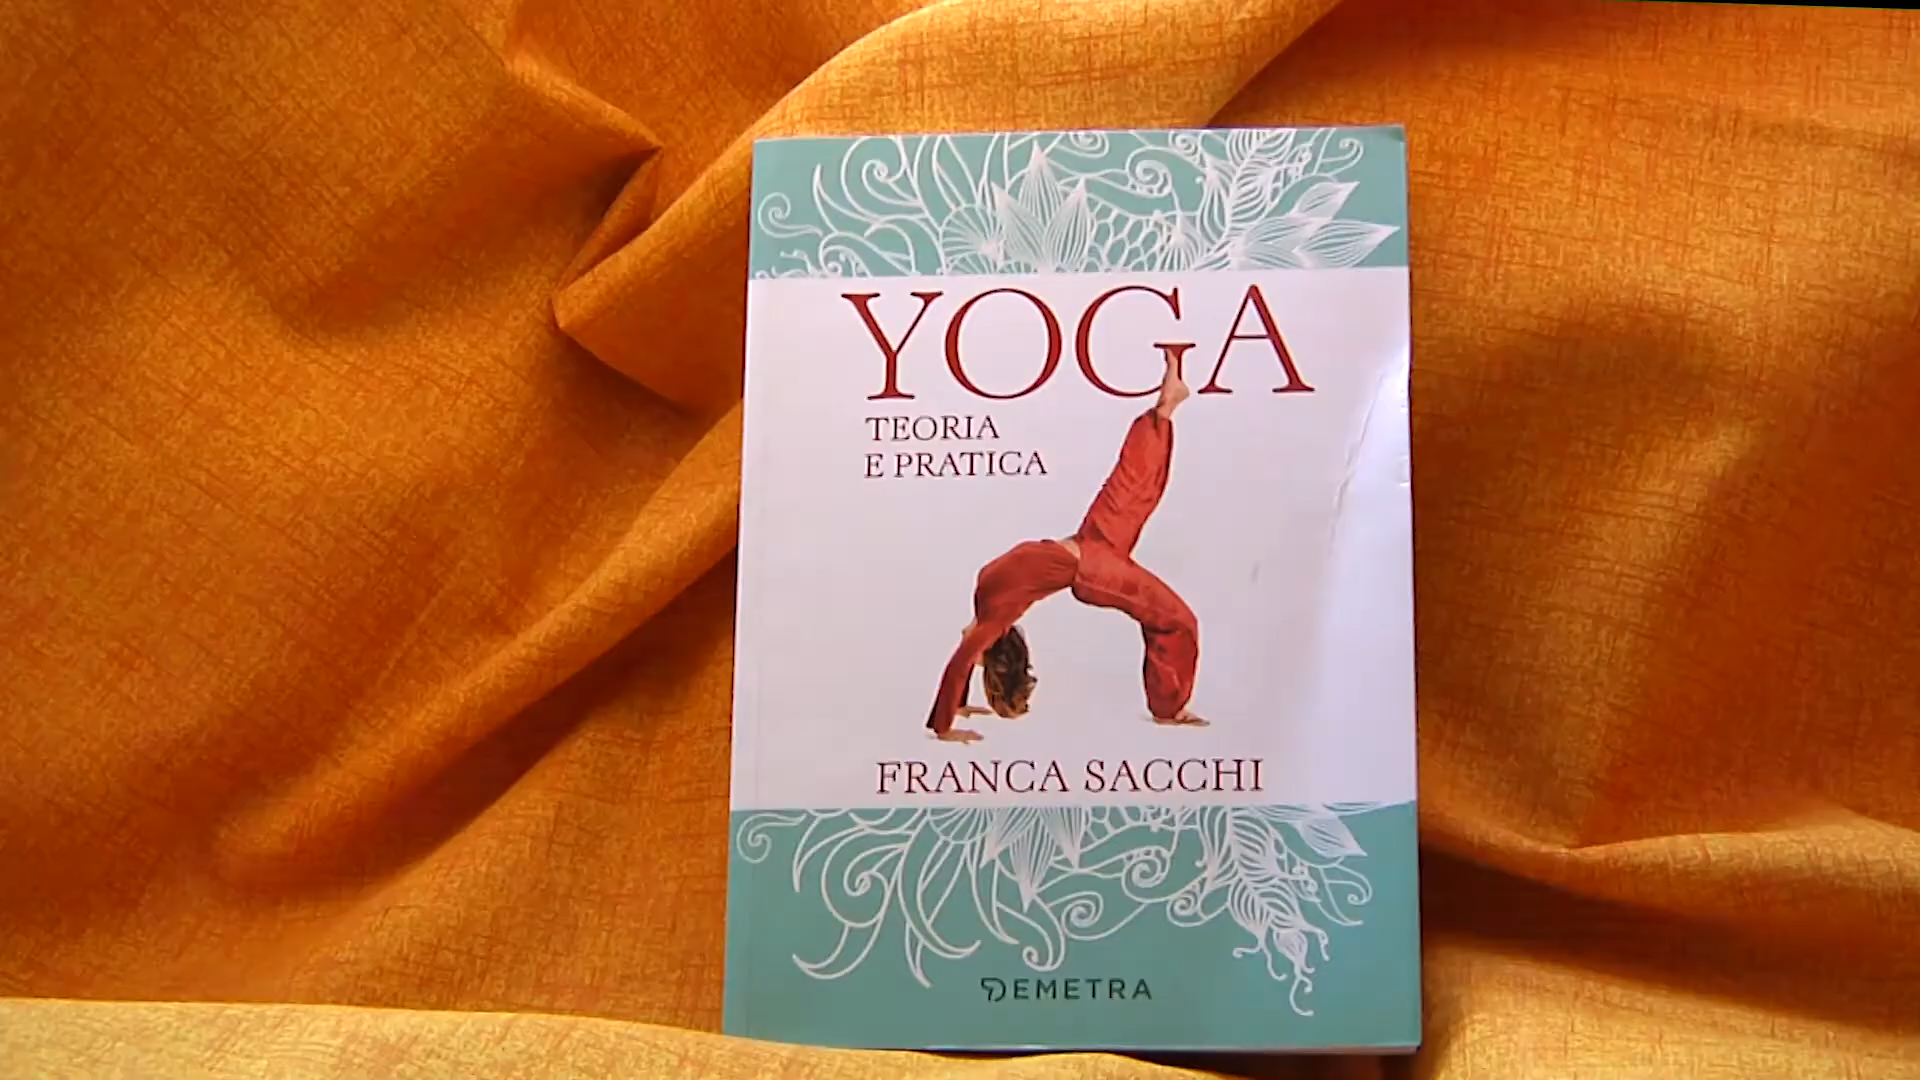 YOGA
TEORIA
E PRATICA
FRANCA SACCHI
DEMETRA